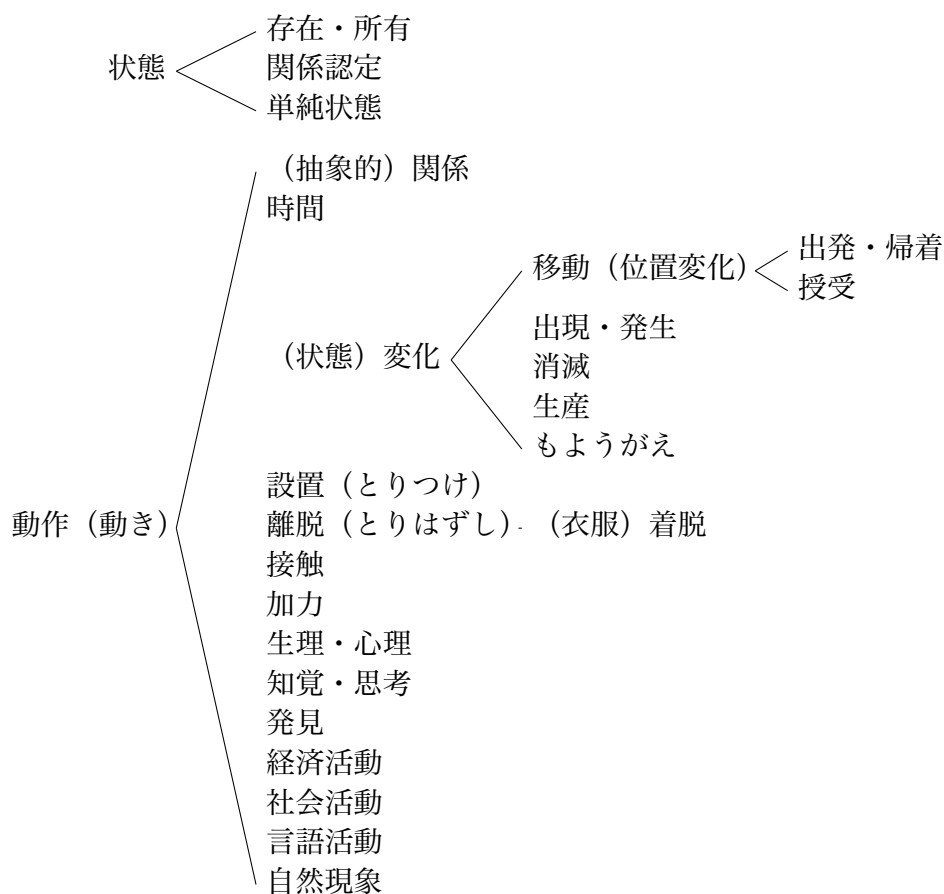 存在・所有
状態
関係認定
単純状態
（抽象的）関係
時間
出発・帰着
移動（位置変化）
授受
出現・発生
（状態）変化
消滅
生産
もようがえ
設置（とりつけ）
動作（動き）
離脱（とりはずし）-（衣服）着脱
接触
加力
生理・心理
知覚・思考
発見
経済活動
社会活動
言語活動
自然現象